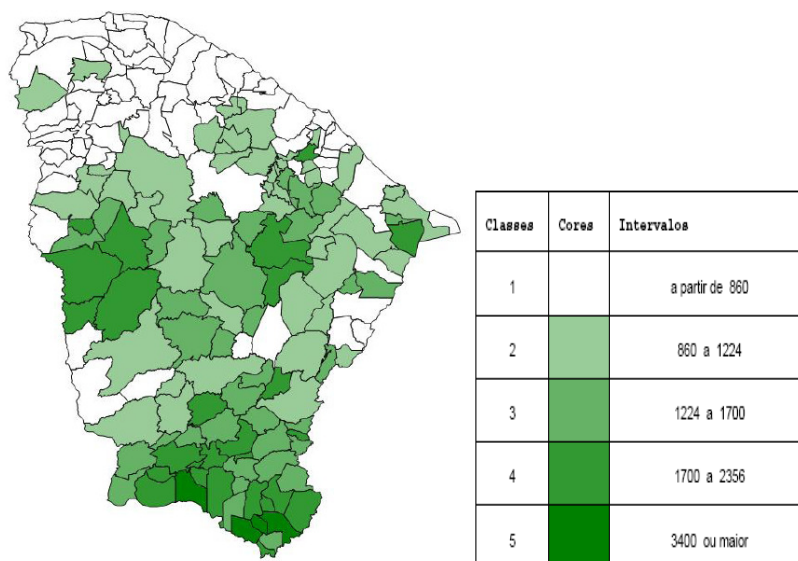 Classes Cores Intervalos
1 a partir de 860
2 860 a 1224
3 1224 a 1700
4 1700 a 2356
5 3400 ou maior